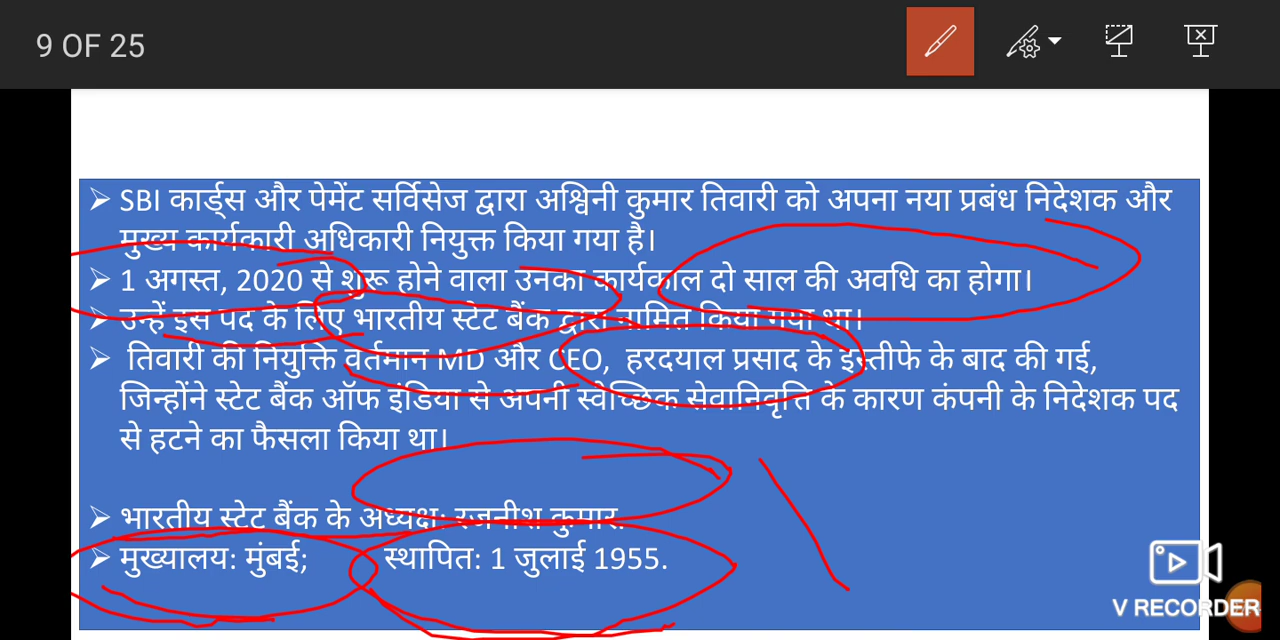 9 OF 25
➢ SBI कार्ड्स और पेमेंट सर्विसेज द्वारा अश्विनी कुमार तिवारी को अपना नया प्रबंध निदेशक और
मुख्य कार्यकारी अधिकारी नियुक्त किया गया है।
➢ 1 अगस्त, 2020 से शुरू होने वाला उनका कार्यकाल दो साल की अवधि का होगा।
➢ उन्हें इस पद के लिए भारतीय स्टेट बैंक द्वारा नामित किया गया था।
➢ तिवारी की नियुक्ति वर्तमान MD और CEO, हरदयाल प्रसाद के इस्तीफे के बाद की गई,
जिन्होंने स्टेट बैंक ऑफ इंडिया से अपनी स्वेच्छिक सेवानिवृत्ति के कारण कंपनी के निदेशक पद
से हटने का फैसला किया था।
➢ भारतीय स्टेट बैंक के अध्यक्ष: रजनीश कुमार.
➢ मुख्यालय: मुंबई; स्थापित: 1 जुलाई 1955.
V RECORDER